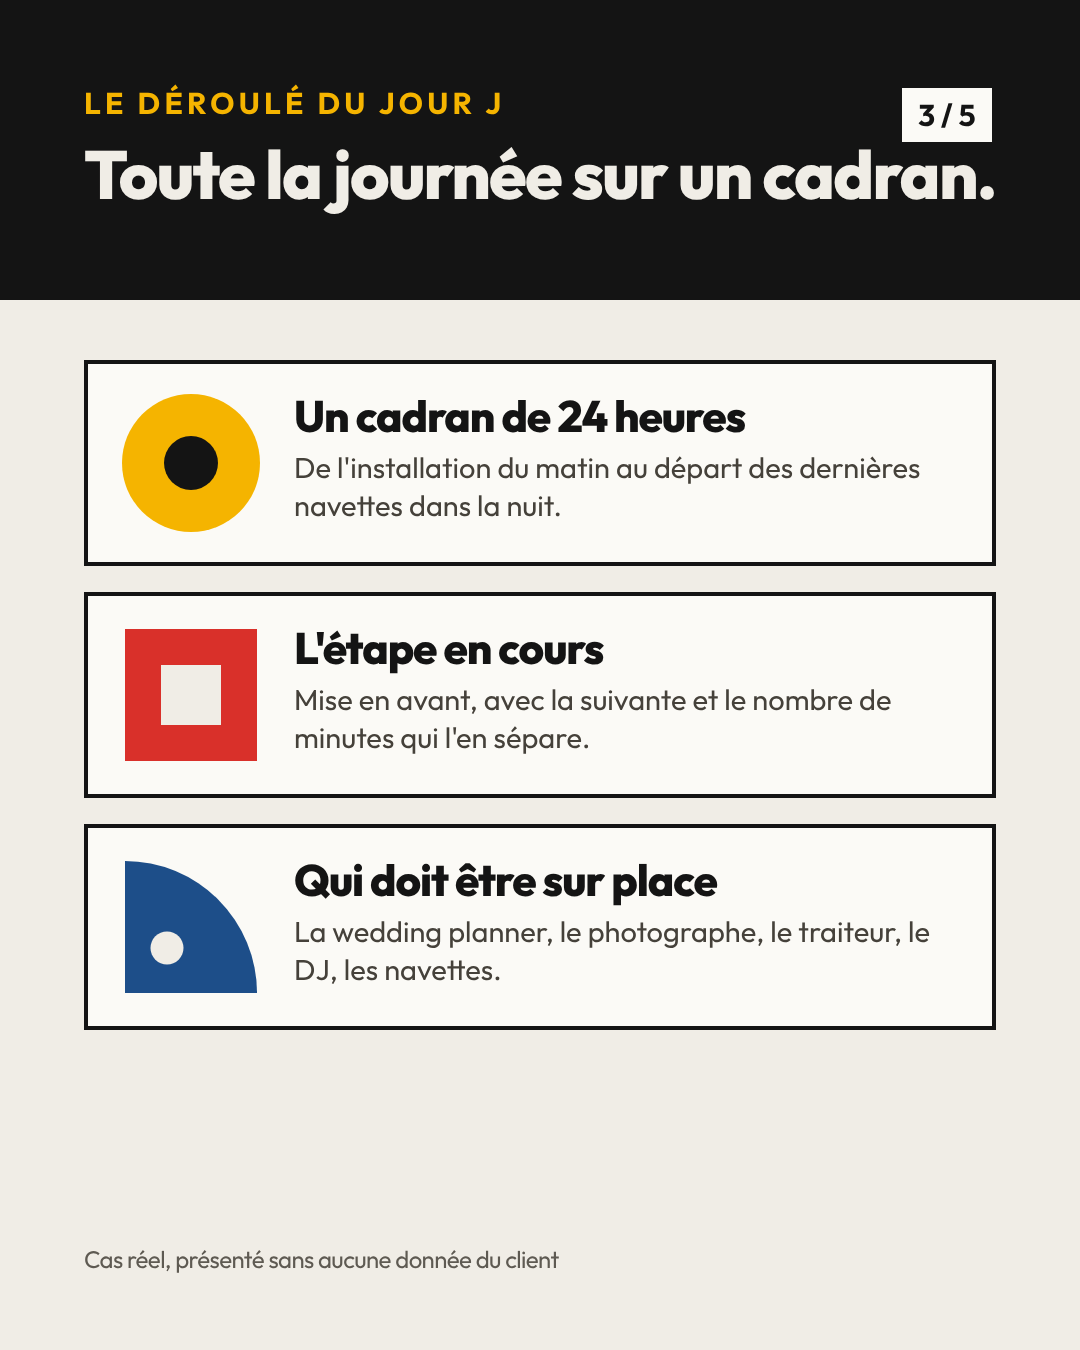 LE DÉROULÉ DU JOUR J
3 / 5
Toute la journée sur un cadran.
Un cadran de 24 heures
De l'installation du matin au départ des dernières
navettes dans la nuit.
L'étape en cours
Mise en avant, avec la suivante et le nombre de
minutes qui l'en sépare.
Qui doit être sur place
La wedding planner, le photographe, le traiteur, le
DJ, les navettes.
Cas réel, présenté sans aucune donnée du client